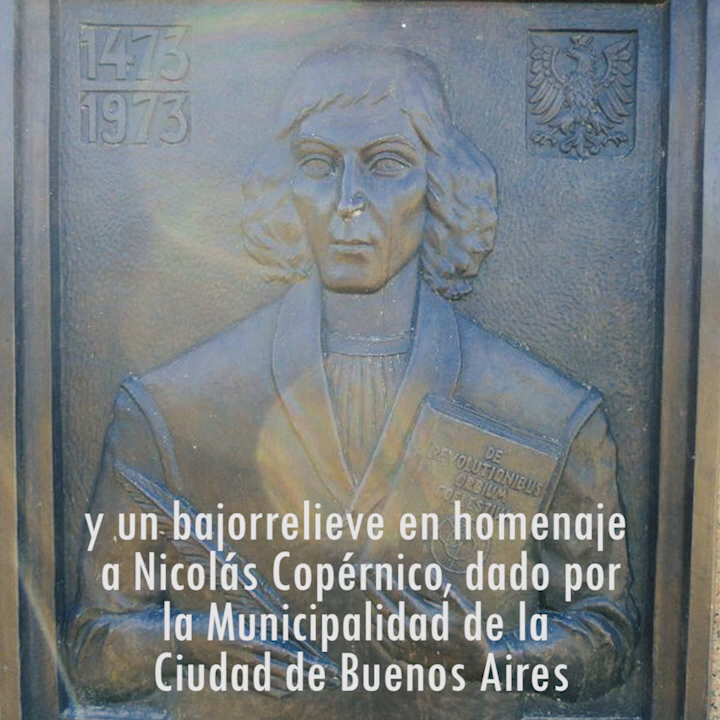 1473
1973
DE
REVOLUTIONIBUS
ORBIUM
COELESTIUM
y un bajorrelieve en homenaje
a Nicolás Copérnico, dado por
la Municipalidad de la
Ciudad de Buenos Aires